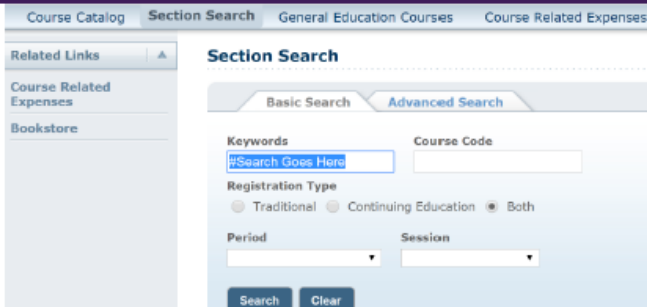 Course Catalog Section Search General Education Courses Course Related Expenses
Related Links
Section Search
Course Related
Expenses
Bookstore
Basic Search Advanced Search
Keywords Course Code
#Search Goes Here
Registration Type
Traditional Continuing Education Both
Period Session
Search Clear